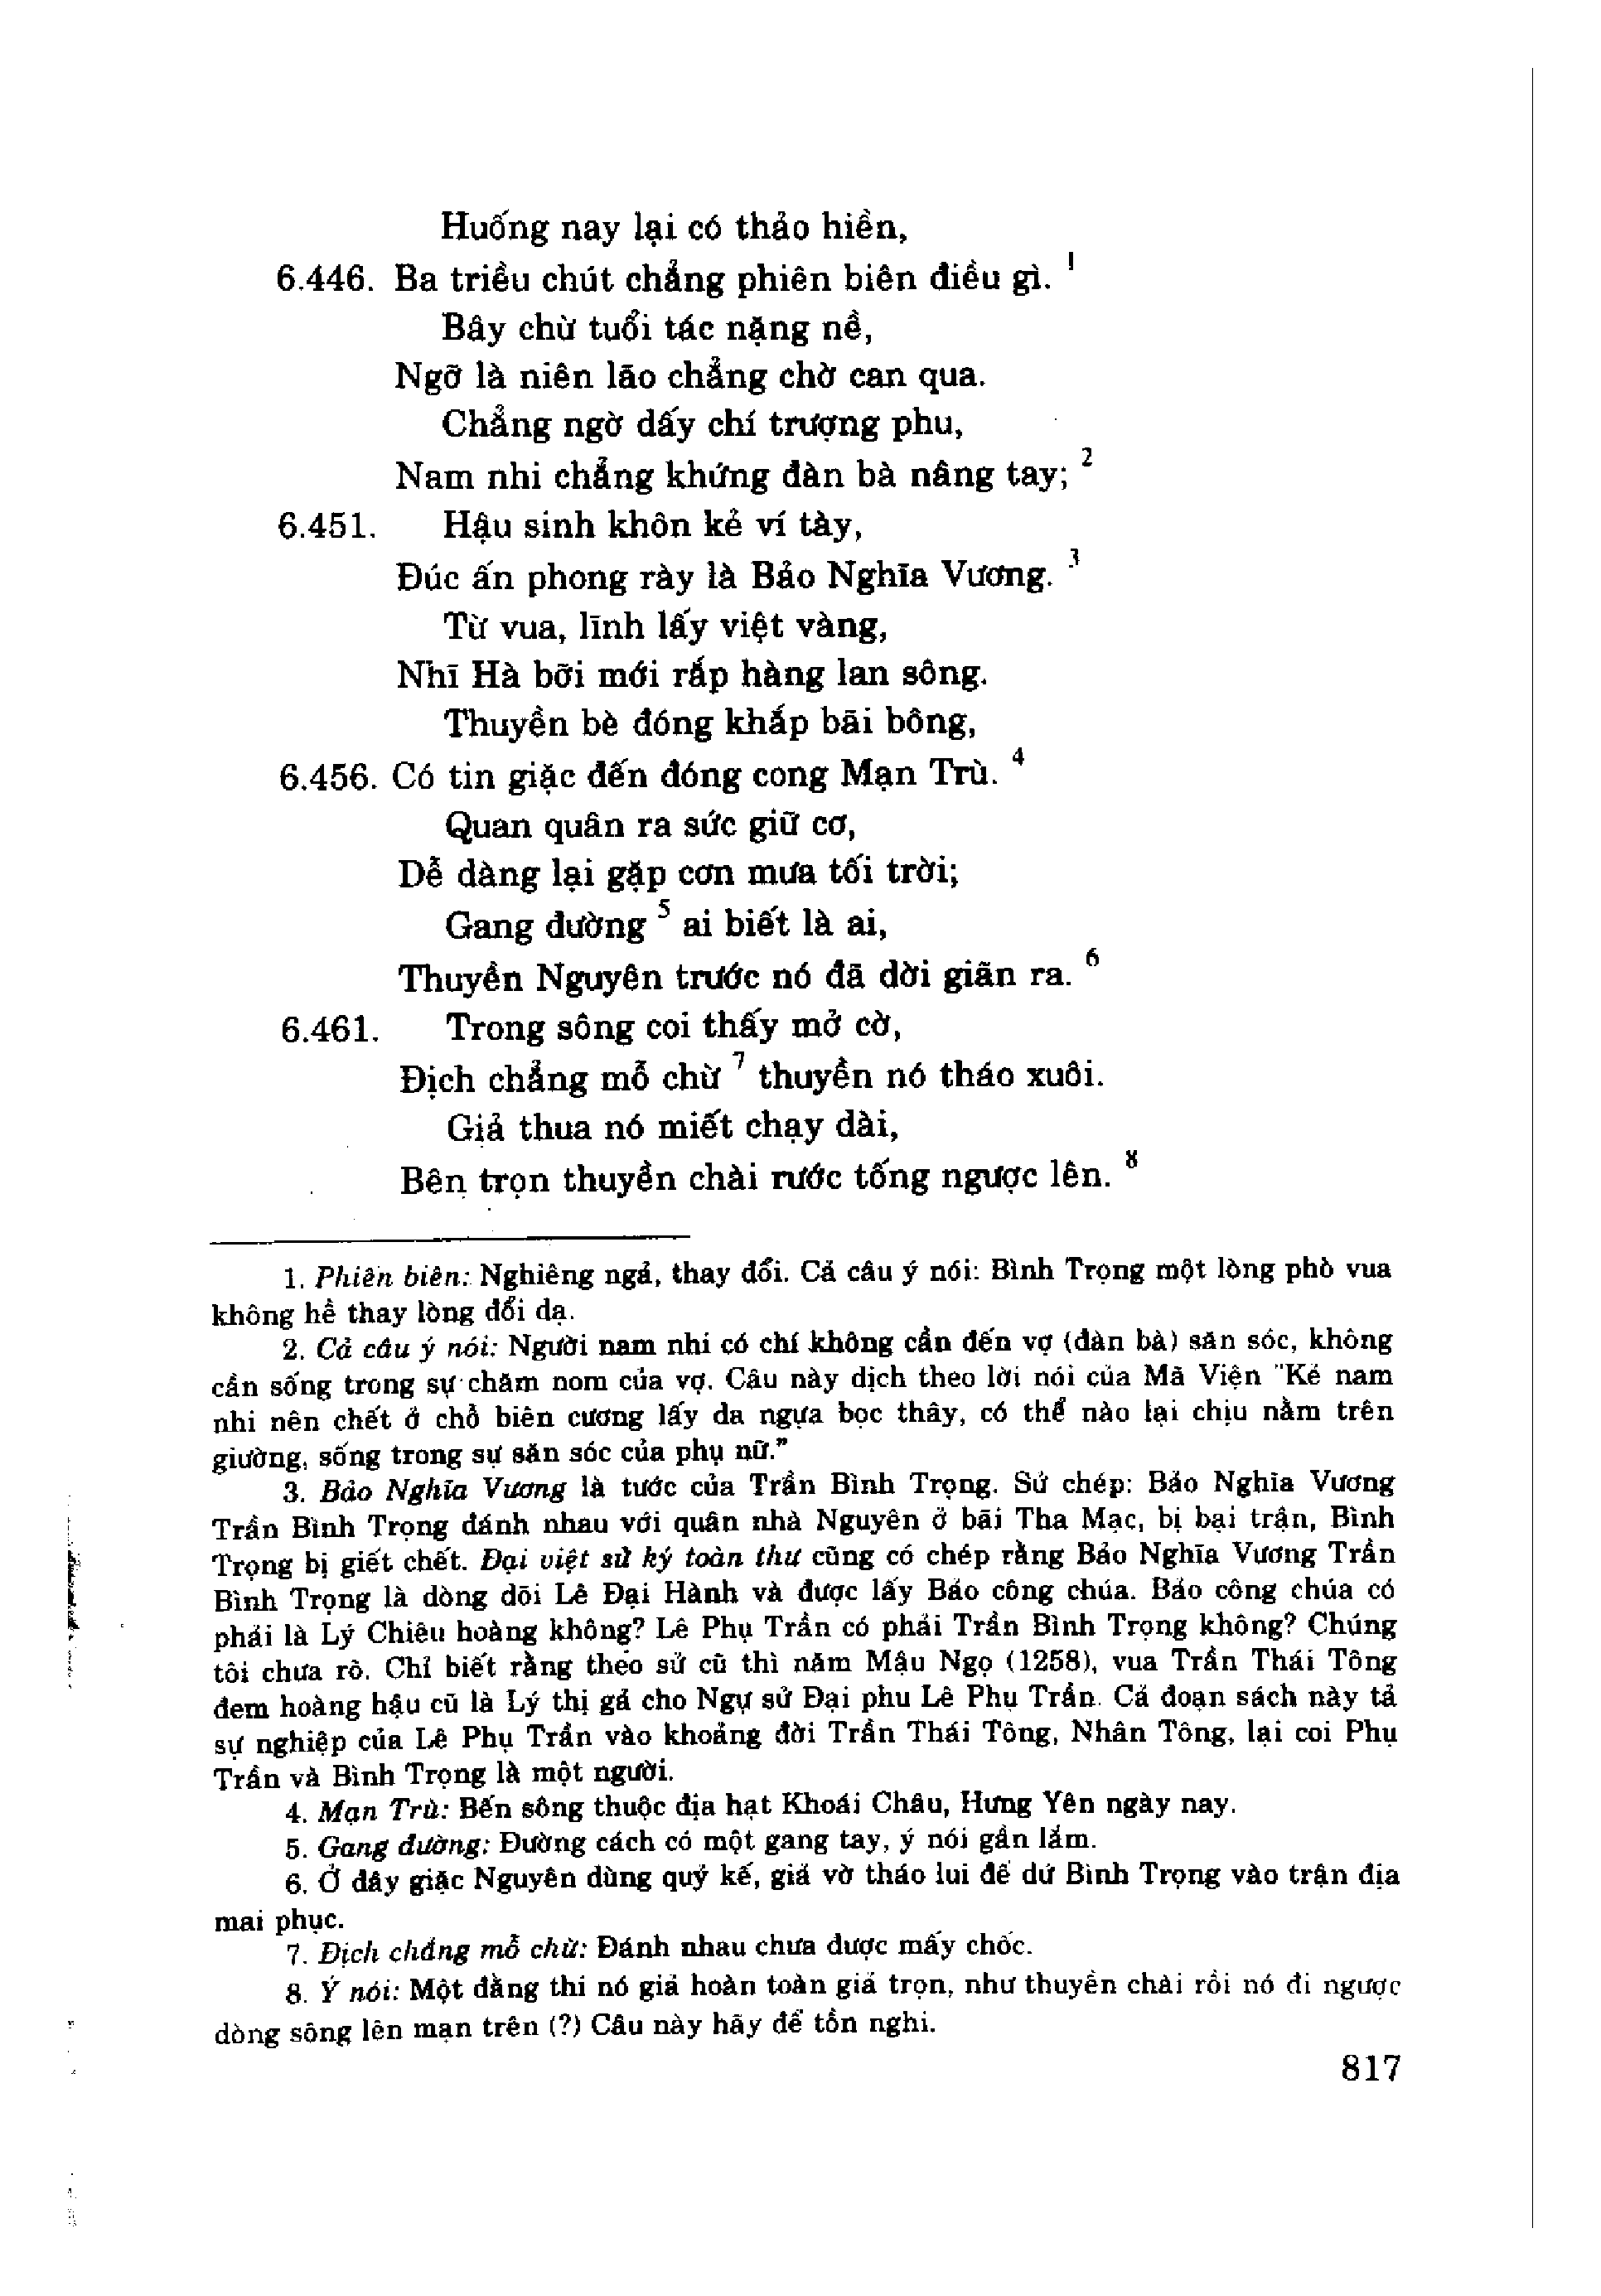 Huống nay lại có thảo hiền,
6.446. Ba triều chút chẳng phiên biên điều gì. 1
Bây chừ tuổi tác nặng nề,
Ngỡ là niên lão chẳng chờ can qua.
Chẳng ngờ dấy chí trượng phu,
Nam nhi chẳng khứng đàn bà nâng tay; 2
6.451. Hậu sinh khôn kẻ ví tày,
Đúc ấn phong rày là Bảo Nghĩa Vương. 3
Từ vua, lĩnh lấy việt vàng,
Nhĩ Hà bỡi mới rắp hàng lan sông.
Thuyền bè đóng khắp bãi bông,
6.456. Có tin giặc đến đóng cong Mạn Trù. 4
Quan quân ra sức giữ cơ,
Dễ dàng lại gặp cơn mưa tối trời;
Gang đường 5 ai biết là ai,
Thuyền Nguyên trước nó đã dời giãn ra. 6
6.461. Trong sông coi thấy mở cờ,
Địch chẳng mỗ chừ 7 thuyền nó tháo xuôi.
Giả thua nó miết chạy dài,
Bên trọn thuyền chài rước tống ngược lên. 8
1. Phiên biên: Nghiêng ngả, thay đổi. Cả câu ý nói: Bình Trọng một lòng phò vua
không hề thay lòng đổi dạ.
2. Cả câu ý nói: Người nam nhi có chí không cần đến vợ (đàn bà) săn sóc, không
cần sống trong sự chăm nom của vợ. Câu này dịch theo lời nói của Mã Viện "Kẻ nam
nhi nên chết ở chỗ biên cương lấy da ngựa bọc thây, có thể nào lại chịu nằm trên
giường, sống trong sự săn sóc của phụ nữ."
3. Bảo Nghĩa Vương là tước của Trần Bình Trọng. Sử chép: Bảo Nghĩa Vương
Trần Bình Trọng đánh nhau với quân nhà Nguyên ở bãi Tha Mạc, bị bại trận, Bình
Trọng bị giết chết. Đại việt sử ký toàn thư cũng có chép rằng Bảo Nghĩa Vương Trần
Bình Trọng là dòng dõi Lê Đại Hành và được lấy Bảo công chúa. Bảo công chúa có
phải là Lý Chiêu hoàng không? Lê Phụ Trần có phải Trần Bình Trọng không? Chúng
tôi chưa rõ. Chỉ biết rằng theo sử cũ thì năm Mậu Ngọ (1258), vua Trần Thái Tông
đem hoàng hậu cũ là Lý thị gả cho Ngự sử Đại phu Lê Phụ Trần. Cả đoạn sách này tả
sự nghiệp của Lê Phụ Trần vào khoảng đời Trần Thái Tông, Nhân Tông, lại coi Phụ
Trần và Bình Trọng là một người.
4. Mạn Trù: Bến sông thuộc địa hạt Khoái Châu, Hưng Yên ngày nay.
5. Gang đường: Đường cách có một gang tay, ý nói gần lắm.
6. Ở đây giặc Nguyên dùng quỷ kế, giả vờ tháo lui để dử Bình Trọng vào trận địa
mai phục.
7. Địch chẳng mỗ chừ: Đánh nhau chưa được mấy chốc.
8. Ý nói: Một đằng thì nó giả hoàn toàn giả trọn, như thuyền chài rồi nó đi ngược
dòng sông lên mạn trên (?) Câu này hãy để tồn nghi.
817